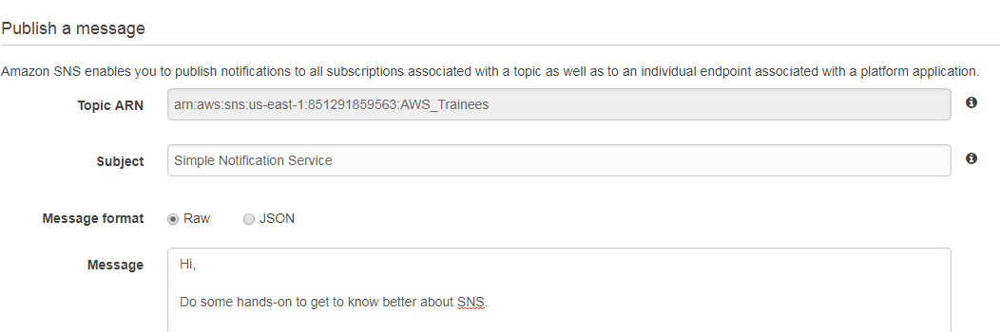 Publish a message
Amazon SNS enables you to publish notifications to all subscriptions associated with a topic as well as to an individual endpoint associated with a platform application.
Topic ARN arn:aws:sns:us-east-1:851291859563:AWS_Trainees
Subject Simple Notification Service
Message format Raw JSON
Message Hi,
Do some hands-on to get to know better about SNS.